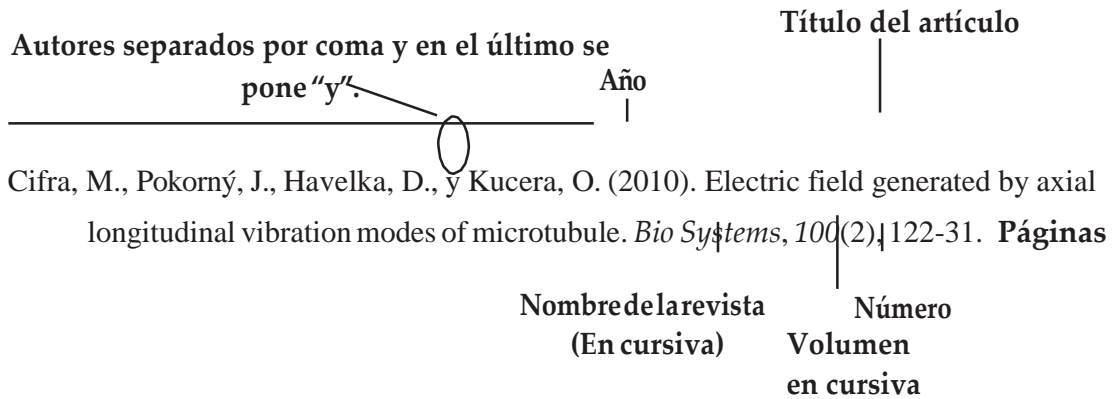 Título del artículo
Autores separados por coma y en el último se
pone “y”.
Año
Cifra, M., Pokorný, J., Havelka, D., y Kucera, O. (2010). Electric field generated by axial
longitudinal vibration modes of microtubule. Bio Systems, 100(2), 122-31. Páginas
Nombre de la revista
(En cursiva)
Número
Volumen
en cursiva